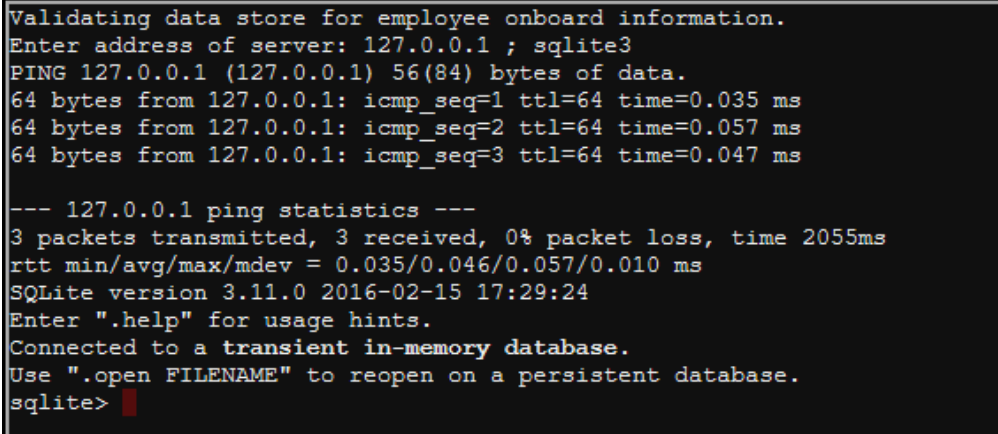 Validating data store for employee onboard information.
Enter address of server: 127.0.0.1 ; sqlite3
PING 127.0.0.1 (127.0.0.1) 56(84) bytes of data.
64 bytes from 127.0.0.1: icmp_seq=1 ttl=64 time=0.035 ms
64 bytes from 127.0.0.1: icmp_seq=2 ttl=64 time=0.057 ms
64 bytes from 127.0.0.1: icmp_seq=3 ttl=64 time=0.047 ms

--- 127.0.0.1 ping statistics ---
3 packets transmitted, 3 received, 0% packet loss, time 2055ms
rtt min/avg/max/mdev = 0.035/0.046/0.057/0.010 ms
SQLite version 3.11.0 2016-02-15 17:29:24
Enter ".help" for usage hints.
Connected to a transient in-memory database.
Use ".open FILENAME" to reopen on a persistent database.
sqlite>